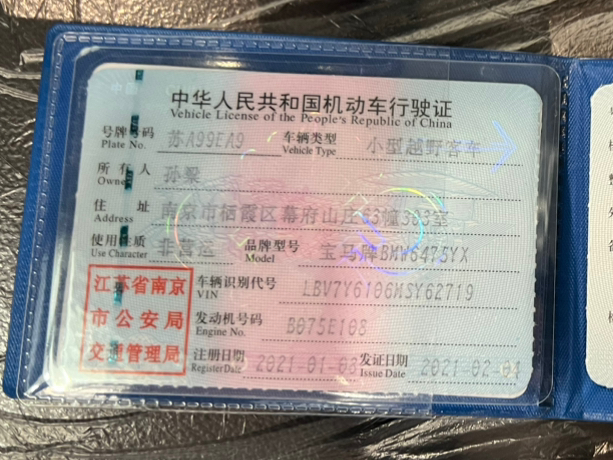 中华人民共和国机动车行驶证
Vehicle License of the People's Republic of China
号牌号码 苏A99EA9 车辆类型 小型越野客车
Plate No. Vehicle Type
所有人 孙
Owner
住址 南京市栖霞区幕府山庄63幢303室
Address
使用性质 非营运 品牌型号 宝马牌BMW6475YX
Use Character Model
江苏省南京
市公安局
交通管理局
车辆识别代号 LBV7Y6106MSY62719
VIN
发动机号码 B075E108
Engine No.
注册日期 2021-01-08 发证日期 2021-02-04
Register Date Issue Date